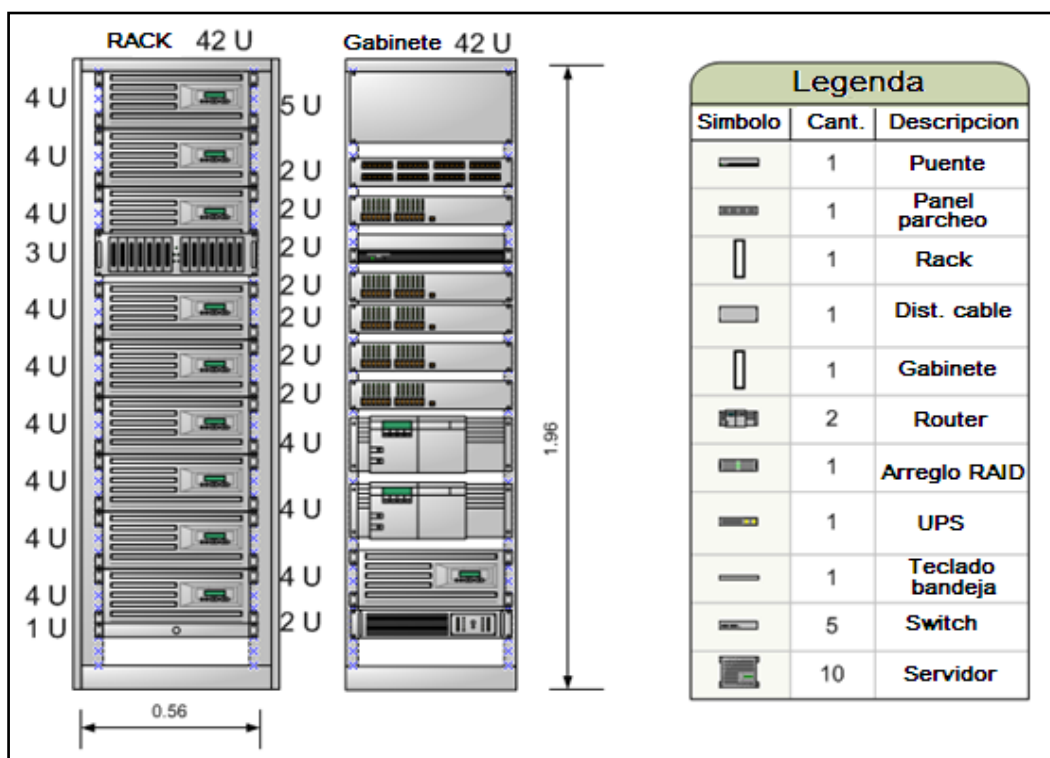 RACK 42 U
4 U
4 U
4 U
3 U
4 U
4 U
4 U
4 U
4 U
4 U
1 U
0.56
Gabinete 42 U
5 U
2 U
2 U
2 U
2 U
2 U
2 U
2 U
4 U
4 U
4 U
2 U
1.96
Legenda
Simbolo Cant. Descripcion
1 Puente
1 Panel
parcheo
1 Rack
1 Dist. cable
1 Gabinete
2 Router
1 Arreglo RAID
1 UPS
1 Teclado
bandeja
5 Switch
10 Servidor